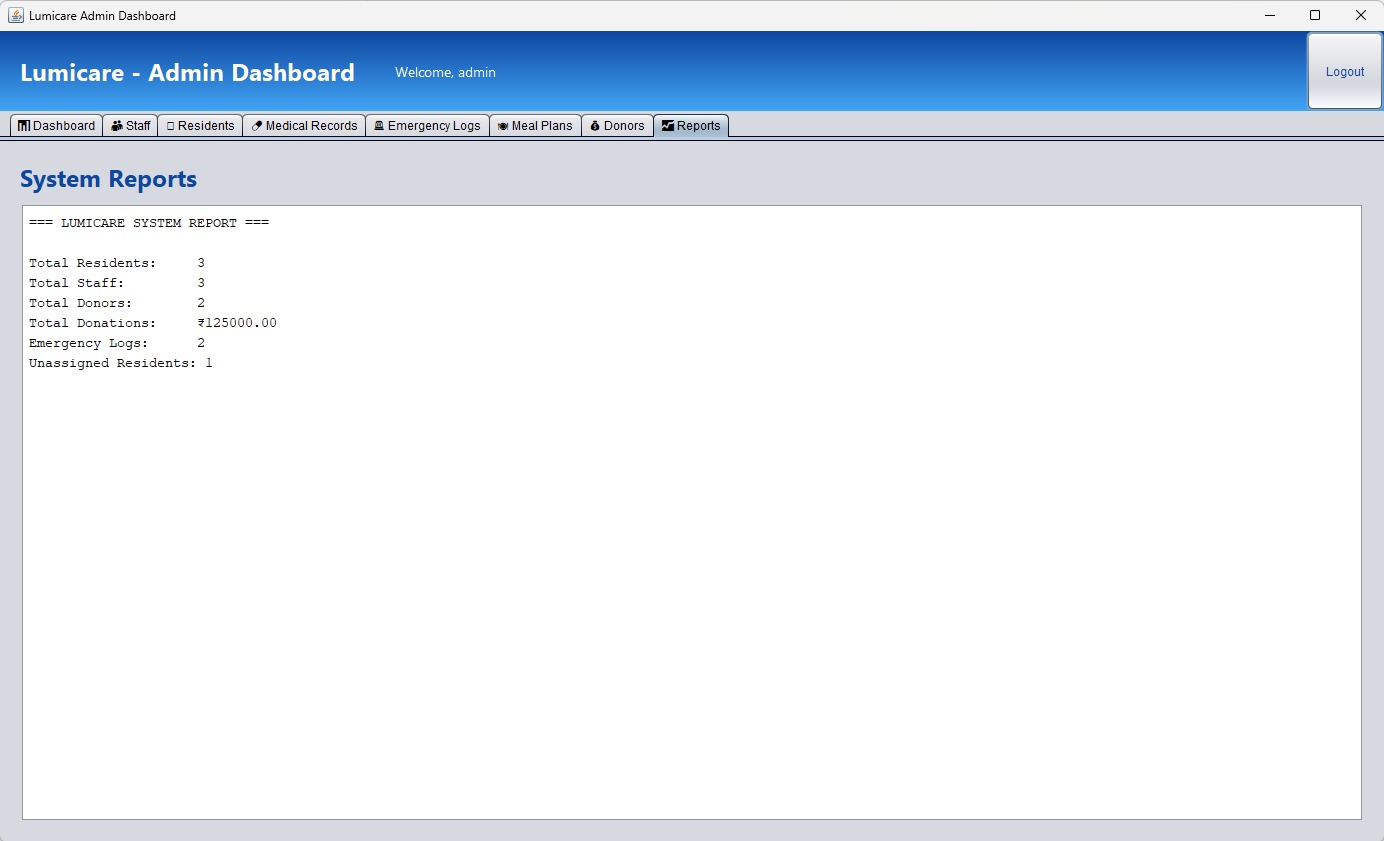 Lumicare Admin Dashboard
Lumicare - Admin Dashboard
Welcome, admin
Logout
Dashboard Staff Residents Medical Records Emergency Logs Meal Plans Donors Reports
System Reports
=== LUMICARE SYSTEM REPORT ===
Total Residents: 3
Total Staff: 3
Total Donors: 2
Total Donations: ₹125000.00
Emergency Logs: 2
Unassigned Residents: 1